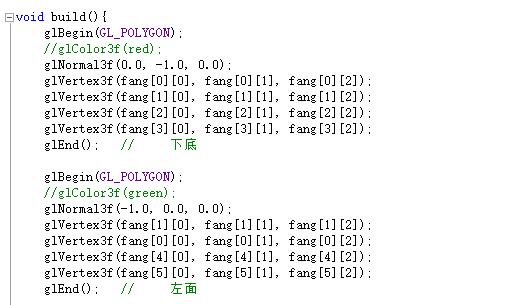 void build(){
glBegin(GL_POLYGON);
//glColor3f(red);
glNormal3f(0.0, -1.0, 0.0);
glVertex3f(fang[0][0], fang[0][1], fang[0][2]);
glVertex3f(fang[1][0], fang[1][1], fang[1][2]);
glVertex3f(fang[2][0], fang[2][1], fang[2][2]);
glVertex3f(fang[3][0], fang[3][1], fang[3][2]);
glEnd(); // 下底
glBegin(GL_POLYGON);
//glColor3f(green);
glNormal3f(-1.0, 0.0, 0.0);
glVertex3f(fang[1][0], fang[1][1], fang[1][2]);
glVertex3f(fang[0][0], fang[0][1], fang[0][2]);
glVertex3f(fang[4][0], fang[4][1], fang[4][2]);
glVertex3f(fang[5][0], fang[5][1], fang[5][2]);
glEnd(); // 左面